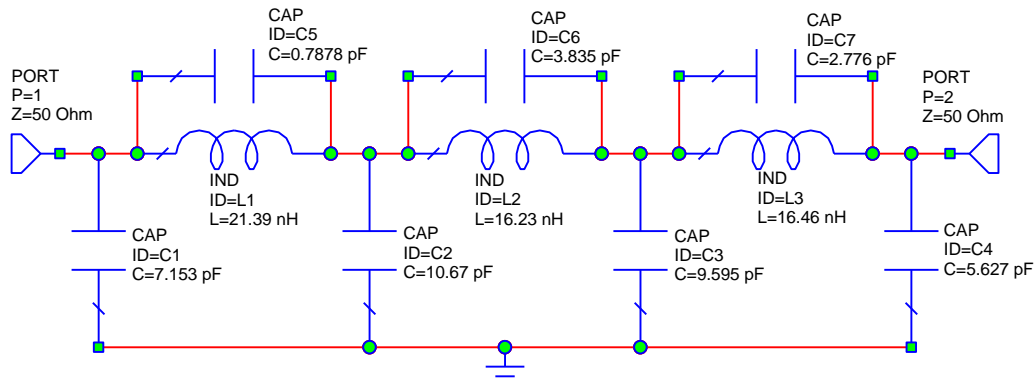 CAP
ID=C5
C=0.7878 pF
CAP
ID=C6
C=3.835 pF
CAP
ID=C7
C=2.776 pF
PORT
P=1
Z=50 Ohm
PORT
P=2
Z=50 Ohm
IND
ID=L1
L=21.39 nH
IND
ID=L2
L=16.23 nH
IND
ID=L3
L=16.46 nH
CAP
ID=C1
C=7.153 pF
CAP
ID=C2
C=10.67 pF
CAP
ID=C3
C=9.595 pF
CAP
ID=C4
C=5.627 pF